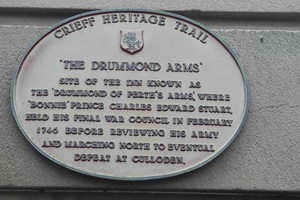 CRIEFF HERITAGE TRAIL
'THE DRUMMOND ARMS'
SITE OF THE INN KNOWN AS
THE 'DRUMMOND OF PERTH'S ARMS', WHERE
'BONNIE' PRINCE CHARLES EDWARD STUART,
HELD HIS FINAL WAR COUNCIL IN FEBRUARY
1746 BEFORE REVIEWING HIS ARMY
AND MARCHING NORTH TO EVENTUAL
DEFEAT AT CULLODEN.